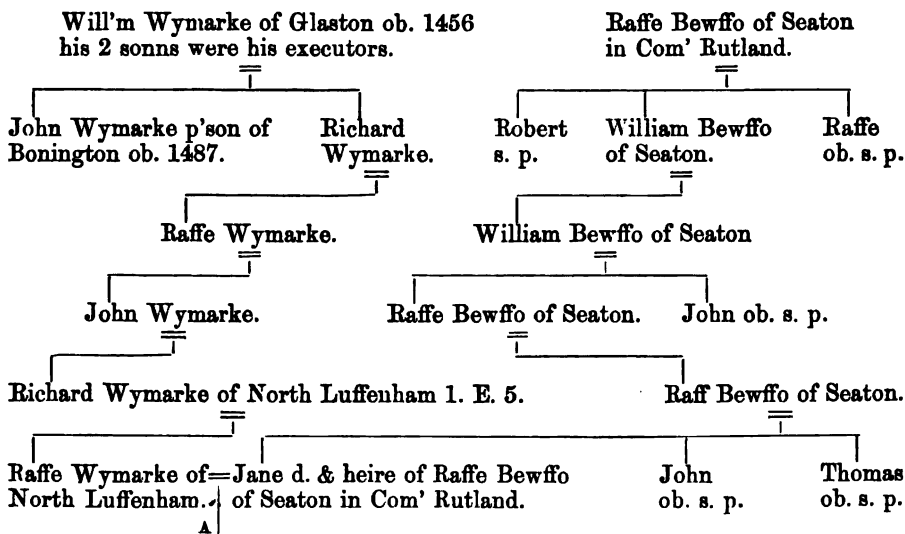 Will'm Wymarke of Glaston ob. 1456
his 2 sonns were his executors.
Raffe Bewffo of Seaton
in Com' Rutland.
John Wymarke p'son of
Bonington ob. 1487.
Richard
Wymarke.
Robert
s. p.
William Bewffo
of Seaton.
Raffe
ob. s. p.
Raffe Wymarke.
William Bewffo of Seaton
John Wymarke.
Raffe Bewffo of Seaton.
John ob. s. p.
Richard Wymarke of North Luffenham 1. E. 5.
Raff Bewffo of Seaton.
Raffe Wymarke of
North Luffenham.
=
Jane d. & heire of Raffe Bewffo
of Seaton in Com' Rutland.
John
ob. s. p.
Thomas
ob. s. p.
A